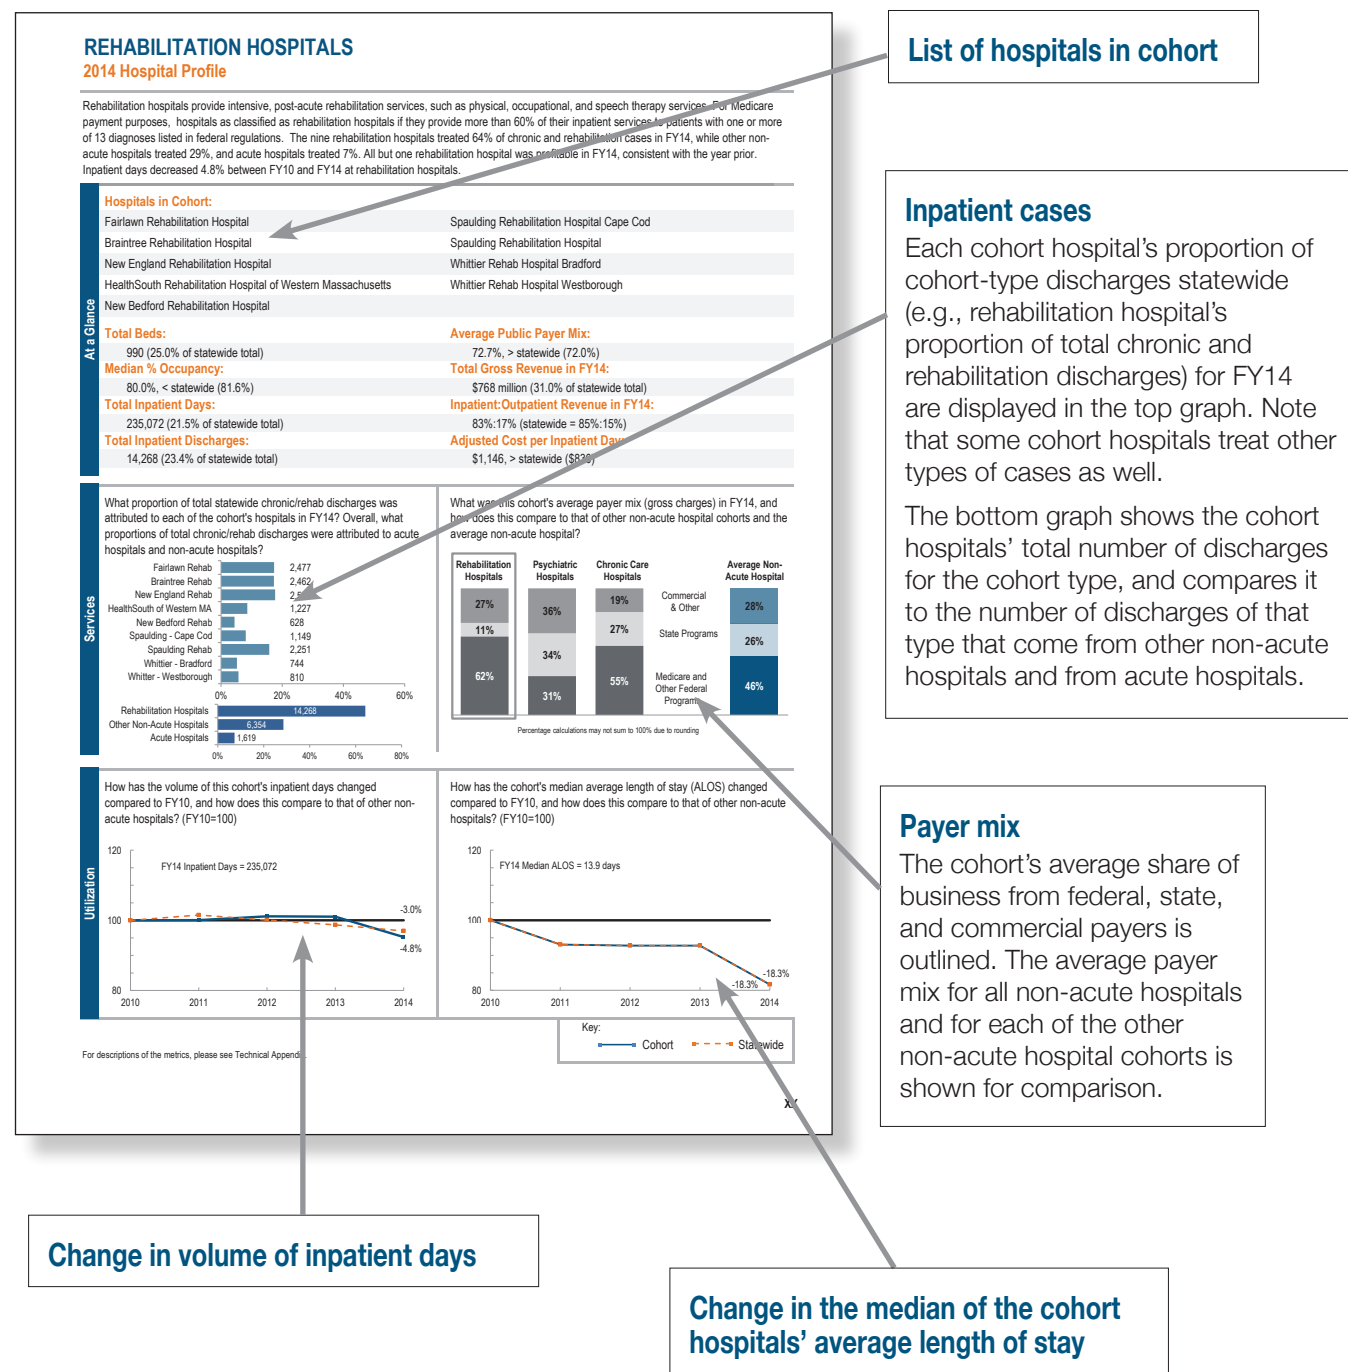 REHABILITATION HOSPITALS
2014 Hospital Profile
Rehabilitation hospitals provide intensive, post-acute rehabilitation services, such as physical, occupational, and speech therapy services. For Medicare
payment purposes, hospitals as classified as rehabilitation hospitals if they provide more than 60% of their inpatient services to patients with one or more
of 13 diagnoses listed in federal regulations. The nine rehabilitation hospitals treated 64% of chronic and rehabilitation cases in FY14, while other non-
acute hospitals treated 29%, and acute hospitals treated 7%. All but one rehabilitation hospital was profitable in FY14, consistent with the year prior.
Inpatient days decreased 4.8% between FY10 and FY14 at rehabilitation hospitals.
At a Glance
Hospitals in Cohort:
Fairlawn Rehabilitation Hospital
Spaulding Rehabilitation Hospital Cape Cod
Braintree Rehabilitation Hospital
Spaulding Rehabilitation Hospital
New England Rehabilitation Hospital
Whittier Rehab Hospital Bradford
HealthSouth Rehabilitation Hospital of Western Massachusetts
Whittier Rehab Hospital Westborough
New Bedford Rehabilitation Hospital
Total Beds:
Average Public Payer Mix:
990 (25.0% of statewide total)
72.7%, > statewide (72.0%)
Median % Occupancy:
Total Gross Revenue in FY14:
80.0%, < statewide (81.6%)
$768 million (31.0% of statewide total)
Total Inpatient Days:
Inpatient:Outpatient Revenue in FY14:
235,072 (21.5% of statewide total)
83%:17% (statewide = 85%:15%)
Total Inpatient Discharges:
Adjusted Cost per Inpatient Day:
14,268 (23.4% of statewide total)
$1,146, > statewide
Services
What proportion of total statewide chronic/rehab discharges was
attributed to each of the cohort's hospitals in FY14? Overall, what
proportions of total chronic/rehab discharges were attributed to acute
hospitals and non-acute hospitals?
Fairlawn Rehab 2,477
Braintree Rehab 2,462
New England Rehab
HealthSouth of Western MA 1,227
New Bedford Rehab 628
Spaulding - Cape Cod 1,149
Spaulding Rehab 2,251
Whittier - Bradford 744
Whitter - Westborough 810
0% 20% 40% 60%
Rehabilitation Hospitals 14,268
Other Non-Acute Hospitals 6,354
Acute Hospitals 1,619
0% 20% 40% 60% 80%
What was this cohort's average payer mix (gross charges) in FY14, and
how does this compare to that of other non-acute hospital cohorts and the
average non-acute hospital?
Rehabilitation Psychiatric Chronic Care Average Non-
Hospitals Hospitals Hospitals Acute Hospital
27% 36% 19% 28%
Commercial
& Other
11% 34% 27% 26%
State Programs
62% 31% 55% 46%
Medicare and
Other Federal
Programs
Percentage calculations may not sum to 100% due to rounding
Utilization
How has the volume of this cohort's inpatient days changed
compared to FY10, and how does this compare to that of other non-
acute hospitals? (FY10=100)
120
FY14 Inpatient Days = 235,072
100
-3.0%
-4.8%
80
2010 2011 2012 2013 2014
How has the cohort's median average length of stay (ALOS) changed
compared to FY10, and how does this compare to that of other non-acute
hospitals? (FY10=100)
120
FY14 Median ALOS = 13.9 days
100
-18.3%
-18.3%
80
2010 2011 2012 2013 2014
Key:
Cohort Statewide
For descriptions of the metrics, please see Technical Appendix.
List of hospitals in cohort
Inpatient cases
Each cohort hospital’s proportion of
cohort-type discharges statewide
(e.g., rehabilitation hospital’s
proportion of total chronic and
rehabilitation discharges) for FY14
are displayed in the top graph. Note
that some cohort hospitals treat other
types of cases as well.
The bottom graph shows the cohort
hospitals’ total number of discharges
for the cohort type, and compares it
to the number of discharges of that
type that come from other non-acute
hospitals and from acute hospitals.
Payer mix
The cohort’s average share of
business from federal, state,
and commercial payers is
outlined. The average payer
mix for all non-acute hospitals
and for each of the other
non-acute hospital cohorts is
shown for comparison.
Change in volume of inpatient days
Change in the median of the cohort
hospitals’ average length of stay